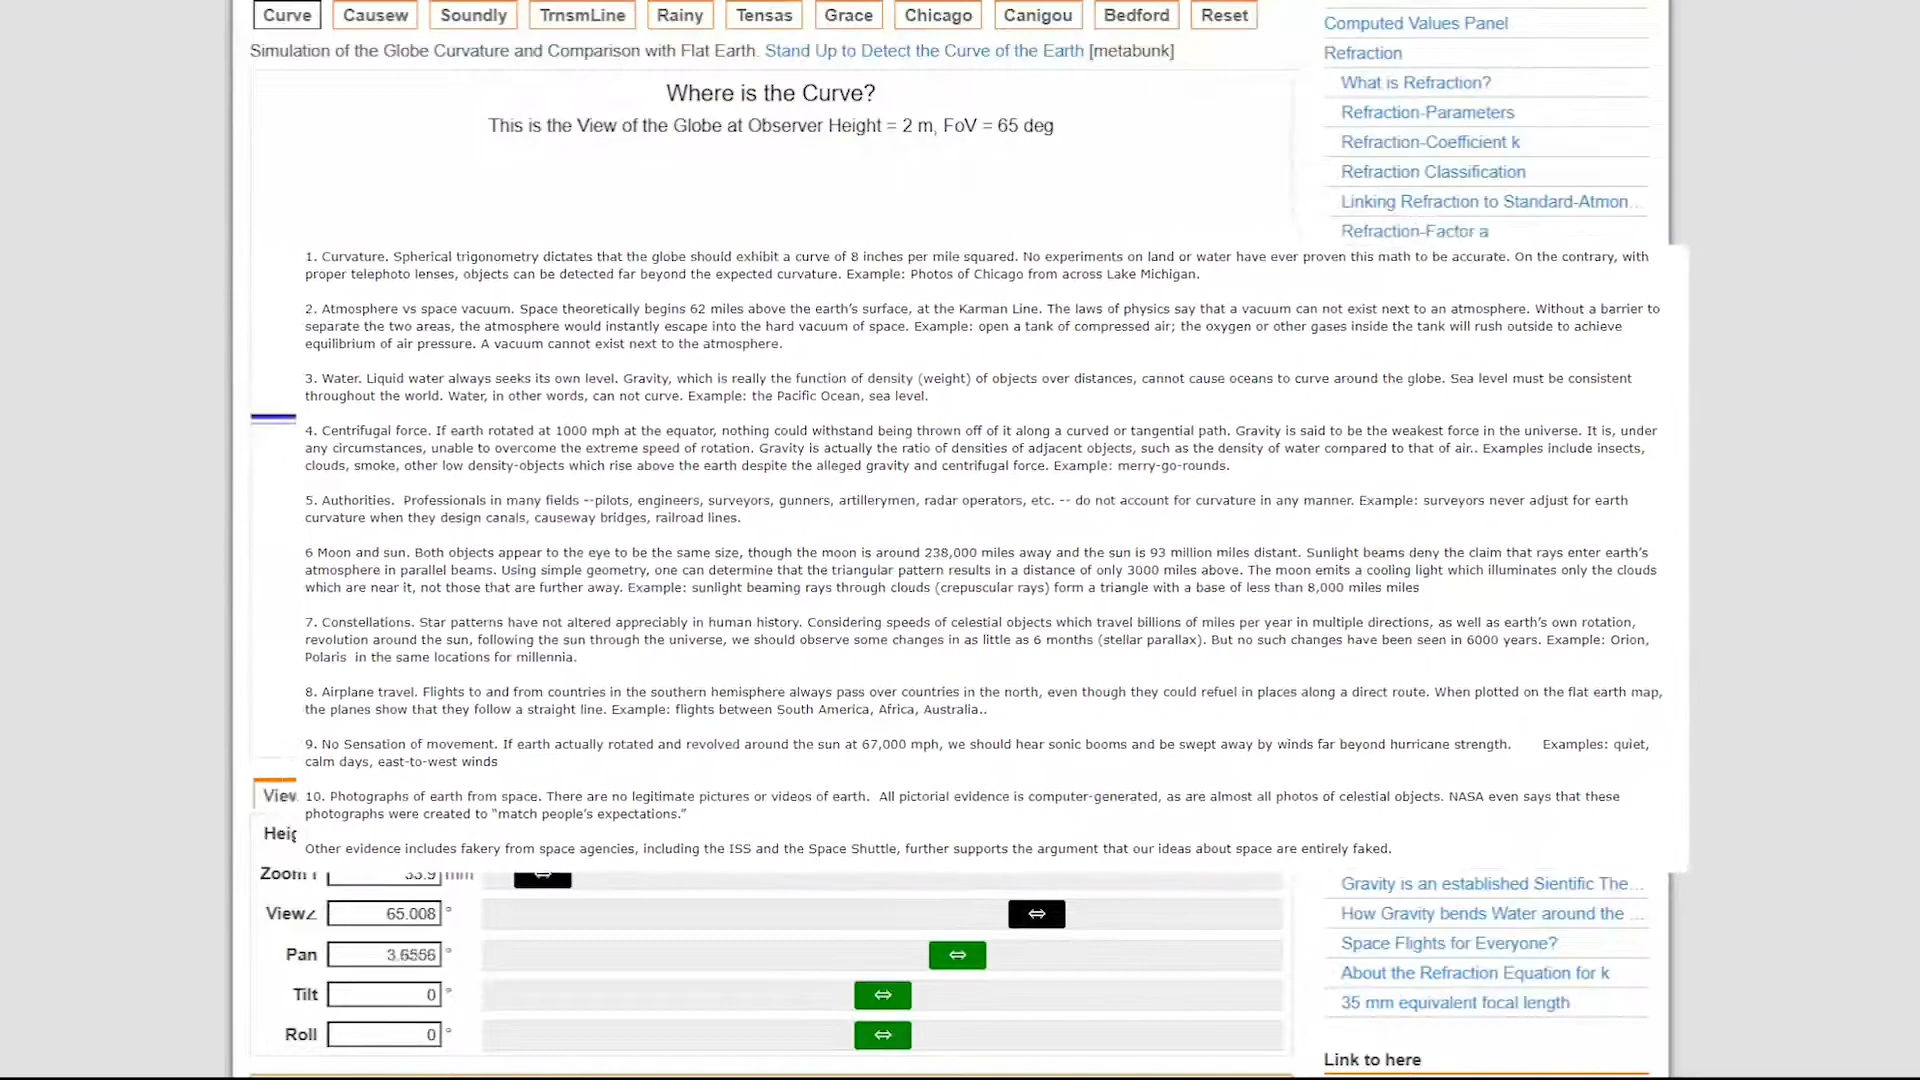 Curve Causew Soundly TrnsmLine Rainy Tensas Grace Chicago Canigou Bedford Reset
Simulation of the Globe Curvature and Comparison with Flat Earth. Stand Up to Detect the Curve of the Earth [metabunk]
Where is the Curve?
This is the View of the Globe at Observer Height = 2 m, FoV = 65 deg
Computed Values Panel
Refraction
What is Refraction?
Refraction-Parameters
Refraction-Coefficient k
Refraction Classification
Linking Refraction to Standard-Atmon...
Refraction-Factor a
1. Curvature. Spherical trigonometry dictates that the globe should exhibit a curve of 8 inches per mile squared. No experiments on land or water have ever proven this math to be accurate. On the contrary, with
proper telephoto lenses, objects can be detected far beyond the expected curvature. Example: Photos of Chicago from across Lake Michigan.
2. Atmosphere vs space vacuum. Space theoretically begins 62 miles above the earth's surface, at the Karman Line. The laws of physics say that a vacuum can not exist next to an atmosphere. Without a barrier to
separate the two areas, the atmosphere would instantly escape into the hard vacuum of space. Example: open a tank of compressed air; the oxygen or other gases inside the tank will rush outside to achieve
equilibrium of air pressure. A vacuum cannot exist next to the atmosphere.
3. Water. Liquid water always seeks its own level. Gravity, which is really the function of density (weight) of objects over distances, cannot cause oceans to curve around the globe. Sea level must be consistent
throughout the world. Water, in other words, can not curve. Example: the Pacific Ocean, sea level.
4. Centrifugal force. If earth rotated at 1000 mph at the equator, nothing could withstand being thrown off of it along a curved or tangential path. Gravity is said to be the weakest force in the universe. It is, under
any circumstances, unable to overcome the extreme speed of rotation. Gravity is actually the ratio of densities of adjacent objects, such as the density of water compared to that of air.. Examples include insects,
clouds, smoke, other low density-objects which rise above the earth despite the alleged gravity and centrifugal force. Example: merry-go-rounds.
5. Authorities. Professionals in many fields --pilots, engineers, surveyors, gunners, artillerymen, radar operators, etc. -- do not account for curvature in any manner. Example: surveyors never adjust for earth
curvature when they design canals, causeway bridges, railroad lines.
6 Moon and sun. Both objects appear to the eye to be the same size, though the moon is around 238,000 miles away and the sun is 93 million miles distant. Sunlight beams deny the claim that rays enter earth's
atmosphere in parallel beams. Using simple geometry, one can determine that the triangular pattern results in a distance of only 3000 miles above. The moon emits a cooling light which illuminates only the clouds
which are near it, not those that are further away. Example: sunlight beaming rays through clouds (crepuscular rays) form a triangle with a base of less than 8,000 miles miles
7. Constellations. Star patterns have not altered appreciably in human history. Considering speeds of celestial objects which travel billions of miles per year in multiple directions, as well as earth's own rotation,
revolution around the sun, following the sun through the universe, we should observe some changes in as little as 6 months (stellar parallax). But no such changes have been seen in 6000 years. Example: Orion,
Polaris in the same locations for millennia.
8. Airplane travel. Flights to and from countries in the southern hemisphere always pass over countries in the north, even though they could refuel in places along a direct route. When plotted on the flat earth map,
the planes show that they follow a straight line. Example: flights between South America, Africa, Australia..
9. No Sensation of movement. If earth actually rotated and revolved around the sun at 67,000 mph, we should hear sonic booms and be swept away by winds far beyond hurricane strength. Examples: quiet,
calm days, east-to-west winds
10. Photographs of earth from space. There are no legitimate pictures or videos of earth. All pictorial evidence is computer-generated, as are almost all photos of celestial objects. NASA even says that these
photographs were created to "match people's expectations."
Other evidence includes fakery from space agencies, including the ISS and the Space Shuttle, further supports the argument that our ideas about space are entirely faked.
View∠ 65.008 °
Pan 3.6556 °
Tilt 0 °
Roll 0 °
Gravity is an established Sientific The...
How Gravity bends Water around the ...
Space Flights for Everyone?
About the Refraction Equation for k
35 mm equivalent focal length
Link to here